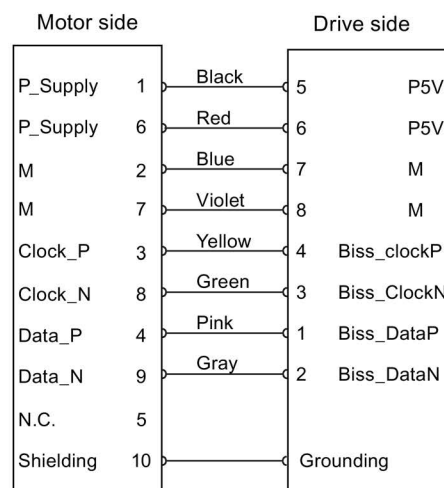 Motor side Drive side
P_Supply 1 Black 5 P5V
P_Supply 6 Red 6 P5V
M 2 Blue 7 M
M 7 Violet 8 M
Clock_P 3 Yellow 4 Biss_clockP
Clock_N 8 Green 3 Biss_ClockN
Data_P 4 Pink 1 Biss_DataP
Data_N 9 Gray 2 Biss_DataN
N.C. 5
Shielding 10 Grounding